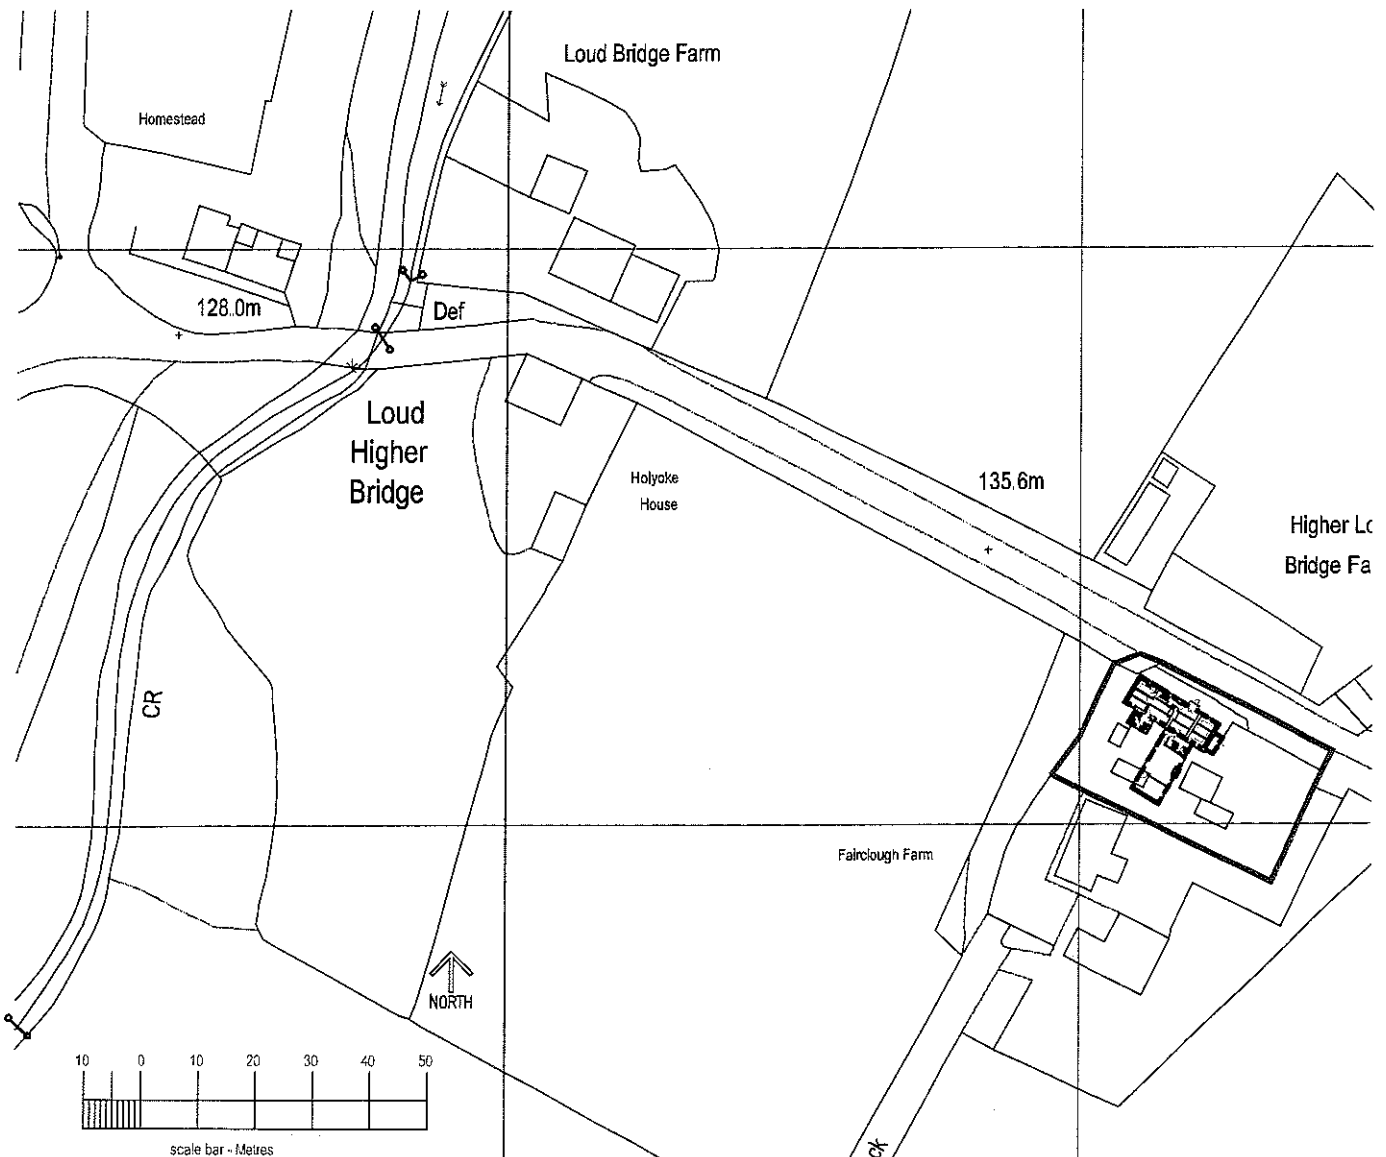 Loud Bridge Farm
Homestead
128.0m
Def
Loud
Higher
Bridge
Holyoke
House
135.6m
Higher Lo
Bridge Fa
CR
Fairclough Farm
NORTH
10 0 10 20 30 40 50
scale bar - Metres
ck